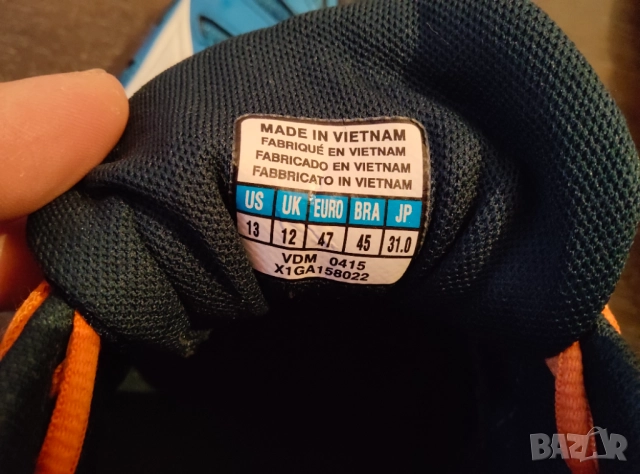 MADE IN VIETNAM
FABRIQUÉ EN VIETNAM
FABRICADO EN VIETNAM
FABBRICATO IN VIETNAM
US UK EURO BRA JP
13 12 47 45 31.0
VDM 0415
X1GA158022
BAZAR